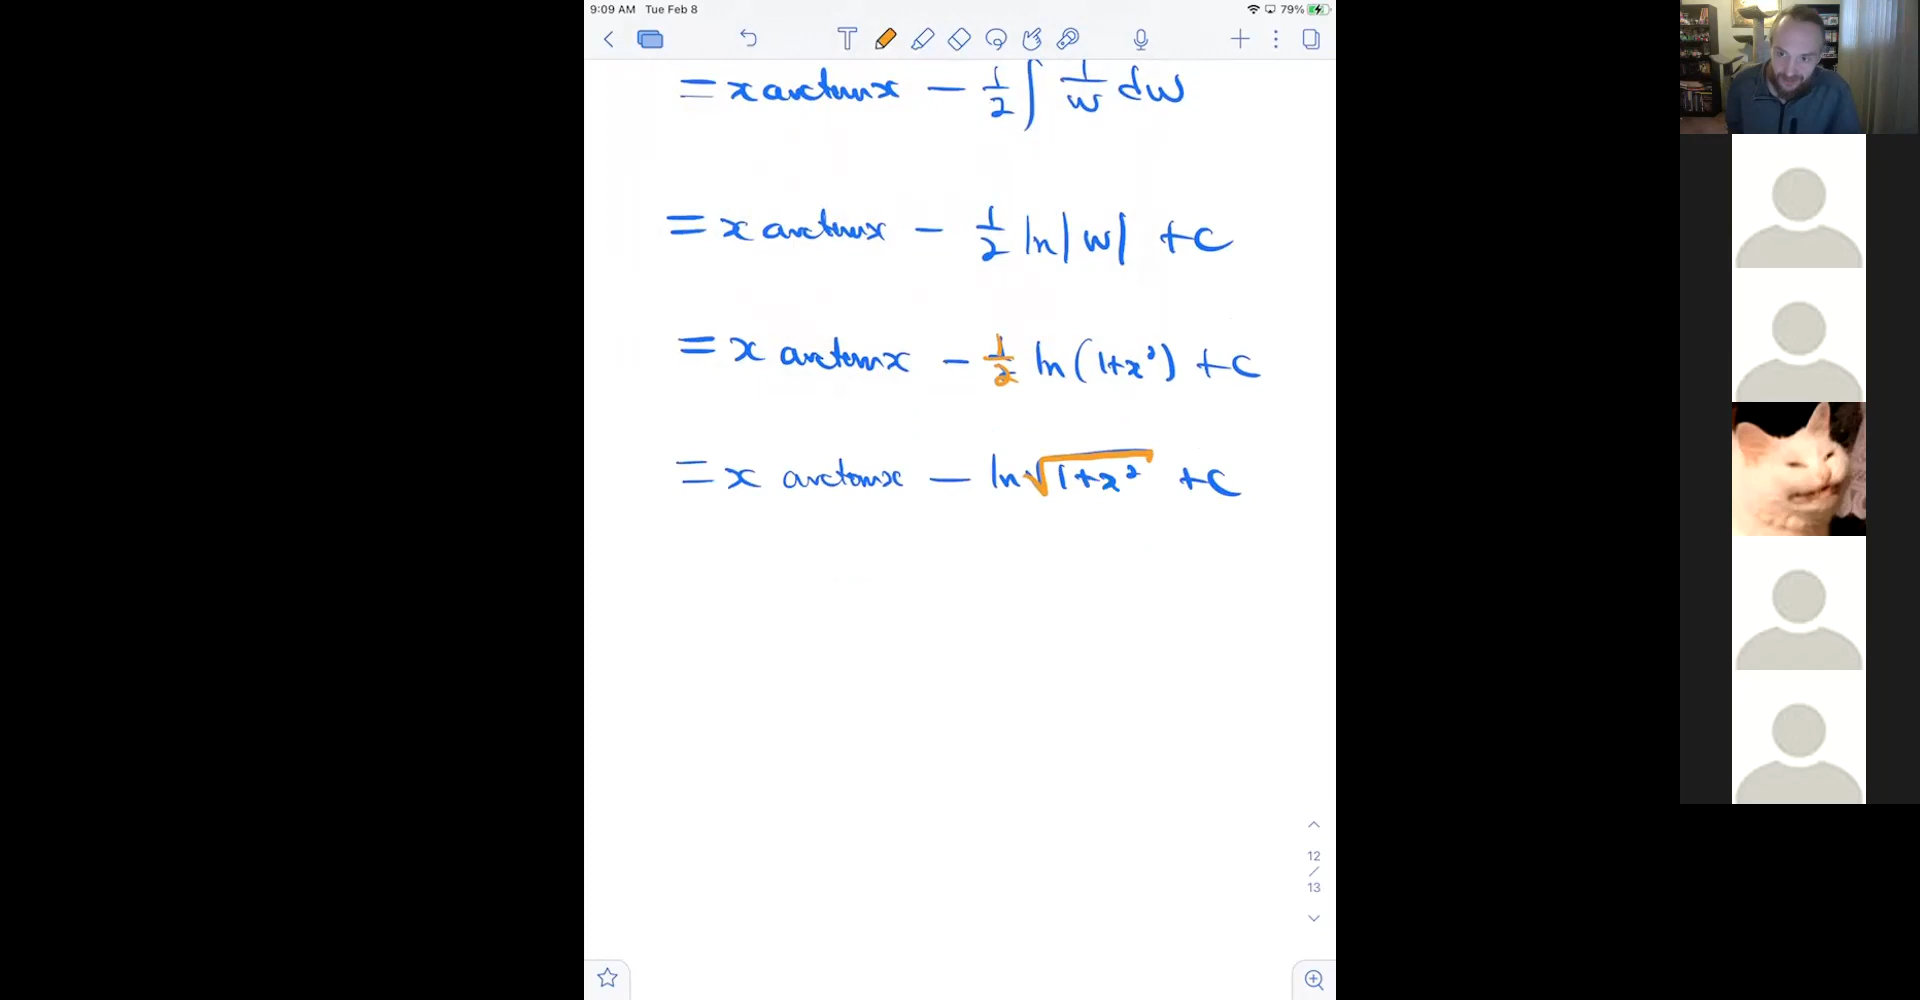 9:09 AM Tue Feb 8 79%
= x arctan x - 1/2 ∫ 1/w dw
= x arctan x - 1/2 ln|w| + C
= x arctan x - 1/2 ln(1+x²) + C
= x arctan x - ln√(1+x²) + C
12
/
13